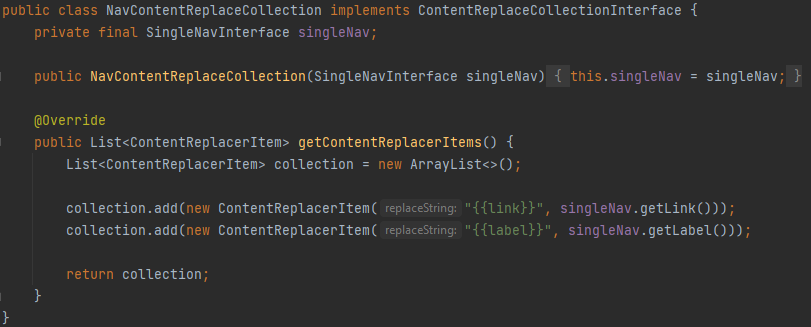 public class NavContentReplaceCollection implements ContentReplaceCollectionInterface {
    private final SingleNavInterface singleNav;

    public NavContentReplaceCollection(SingleNavInterface singleNav) { this.singleNav = singleNav; }

    @Override
    public List<ContentReplacerItem> getContentReplacerItems() {
        List<ContentReplacerItem> collection = new ArrayList<>();

        collection.add(new ContentReplacerItem( replaceString: "{{link}}", singleNav.getLink()));
        collection.add(new ContentReplacerItem( replaceString: "{{label}}", singleNav.getLabel()));

        return collection;
    }
}